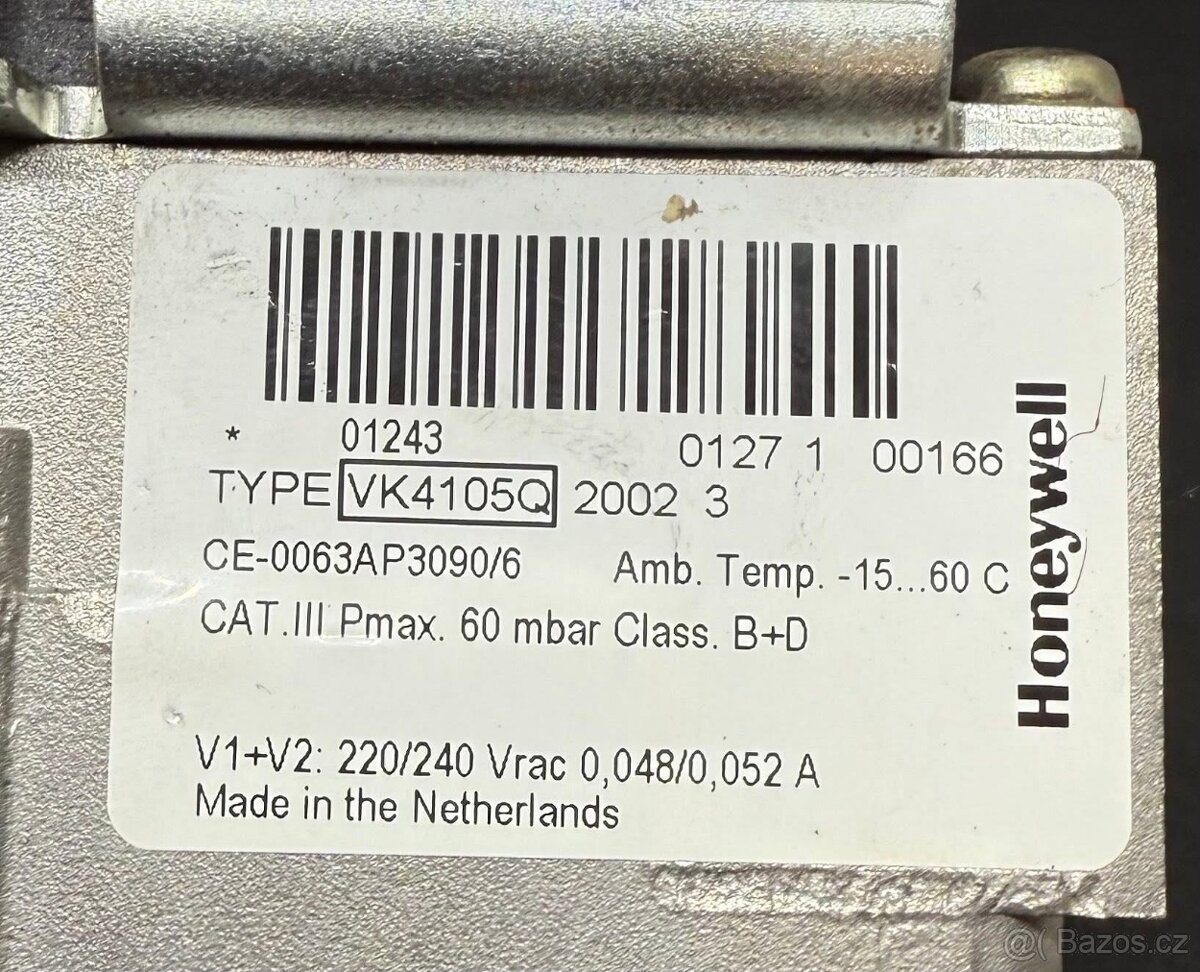 * 01243 0127 1 00166
TYPE VK4105Q 2002 3
CE-0063AP3090/6 Amb. Temp. -15...60 C
CAT.III Pmax. 60 mbar Class. B+D
V1+V2: 220/240 Vrac 0,048/0,052 A
Made in the Netherlands
Honeywell
@( Bazos.cz